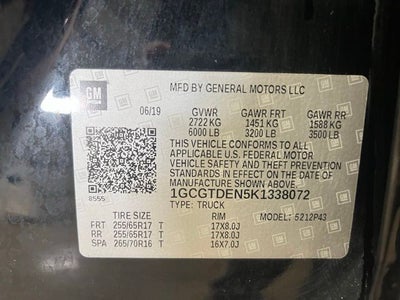 GM
MFD BY GENERAL MOTORS LLC
06/19 GVWR GAWR FRT GAWR RR
2722 KG 1451 KG 1588 KG
6000 LB 3200 LB 3500 LB
THIS VEHICLE CONFORMS TO ALL
APPLICABLE U.S. FEDERAL MOTOR
VEHICLE SAFETY AND THEFT PREVENTION
STANDARDS IN EFFECT ON THE DATE OF
MANUFACTURE SHOWN ABOVE.
1GCGTDEN5K1338072
8555 TYPE: TRUCK MODEL: 5212P43
TIRE SIZE RIM
FRT 255/65R17 T 17X8.0J
RR 255/65R17 T 17X8.0J
SPA 265/70R16 T 16X7.0J